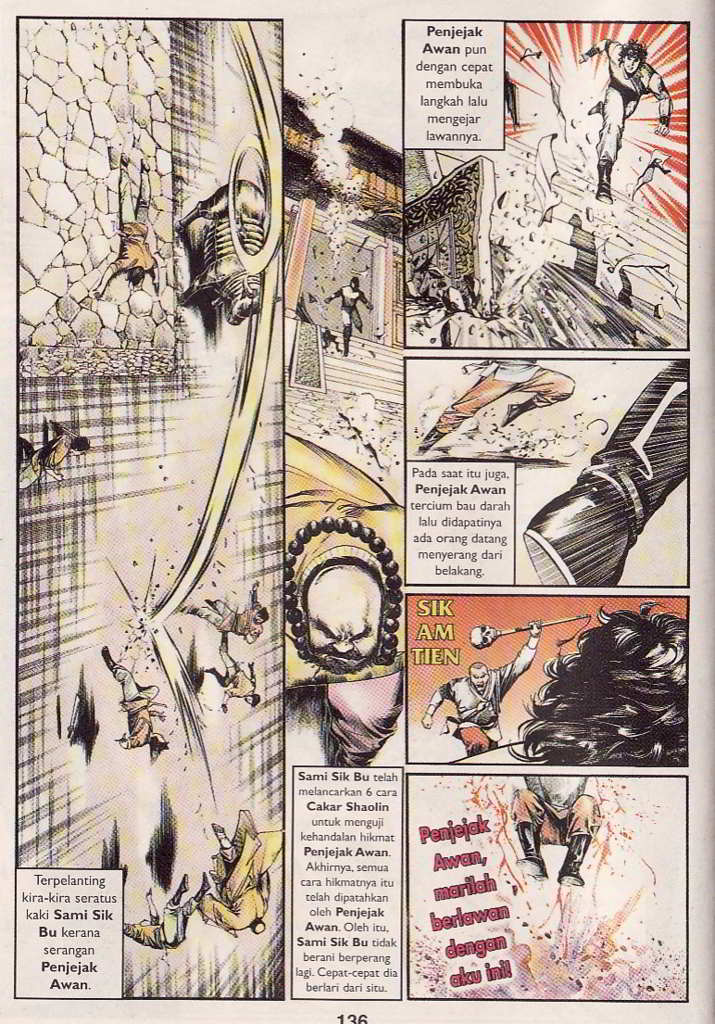 Terpelanting
kira-kira seratus
kaki Sami Sik
Bu kerana
serangan
Penjejak
Awan.
Sami Sik Bu telah
melancarkan 6 cara
Cakar Shaolin
untuk menguji
kehandalan hikmat
Penjejak Awan.
Akhirnya, semua
cara hikmatnya itu
telah dipatahkan
oleh Penjejak
Awan. Oleh itu,
Sami Sik Bu tidak
berani berperang
lagi. Cepat-cepat dia
berlari dari situ.
Penjejak
Awan pun
dengan cepat
membuka
langkah lalu
mengejar
lawannya.
Pada saat itu juga,
Penjejak Awan
tercium bau darah
lalu didapatinya
ada orang datang
menyerang dari
belakang.
SIK
AM
TIEN
Penjejak
Awan,
marilah
berlawan
dengan
aku ini!
136